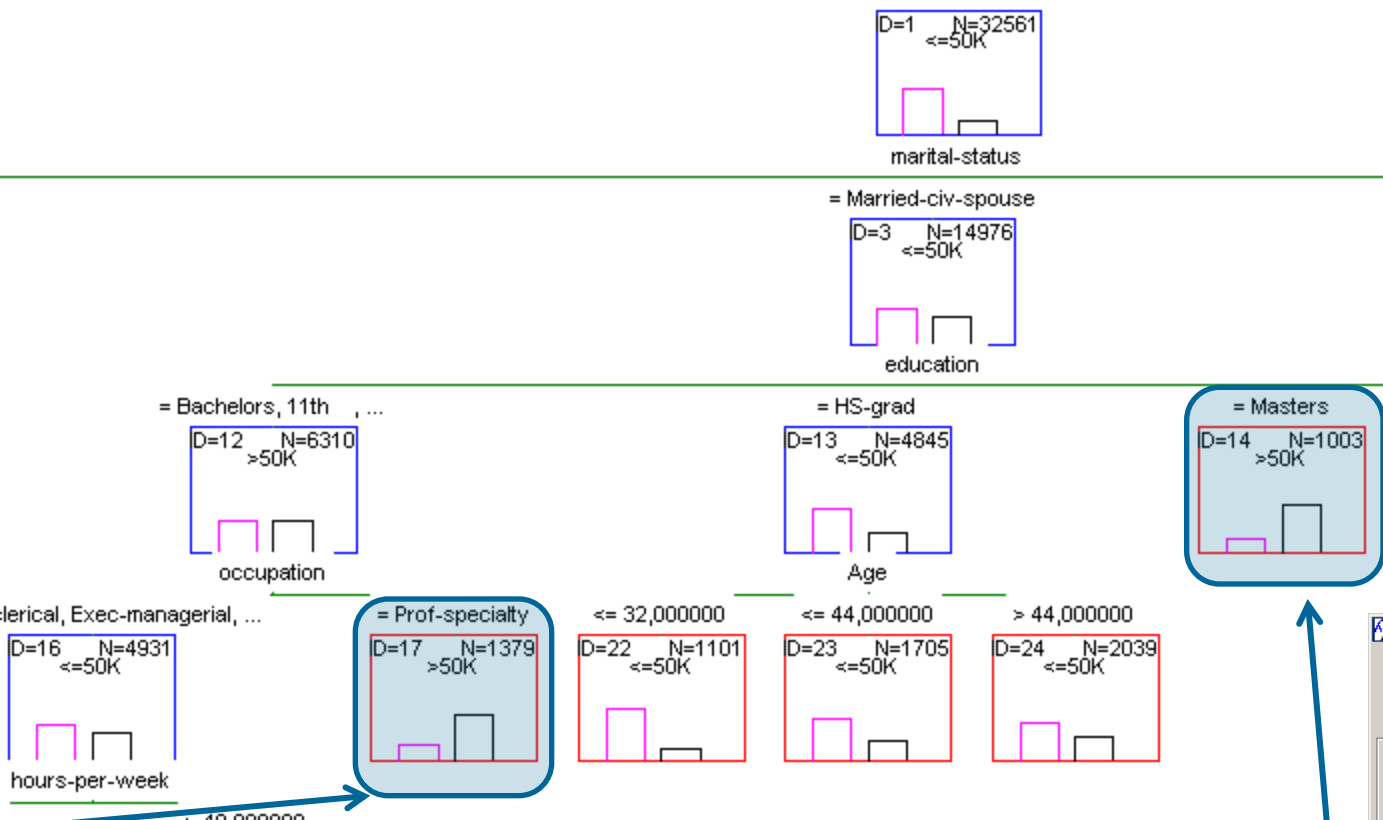 D=1 N=32561
<=50K
marital-status
= Married-civ-spouse
D=3 N=14976
<=50K
education
= Bachelors, 11th , ...
D=12 N=6310
>50K
occupation
= HS-grad
D=13 N=4845
<=50K
Age
= Masters
D=14 N=1003
>50K
clerical, Exec-managerial, ...
D=16 N=4931
<=50K
hours-per-week
= Prof-specialty
D=17 N=1379
>50K
<= 32,000000
D=22 N=1101
<=50K
<= 44,000000
D=23 N=1705
<=50K
> 44,000000
D=24 N=2039
<=50K